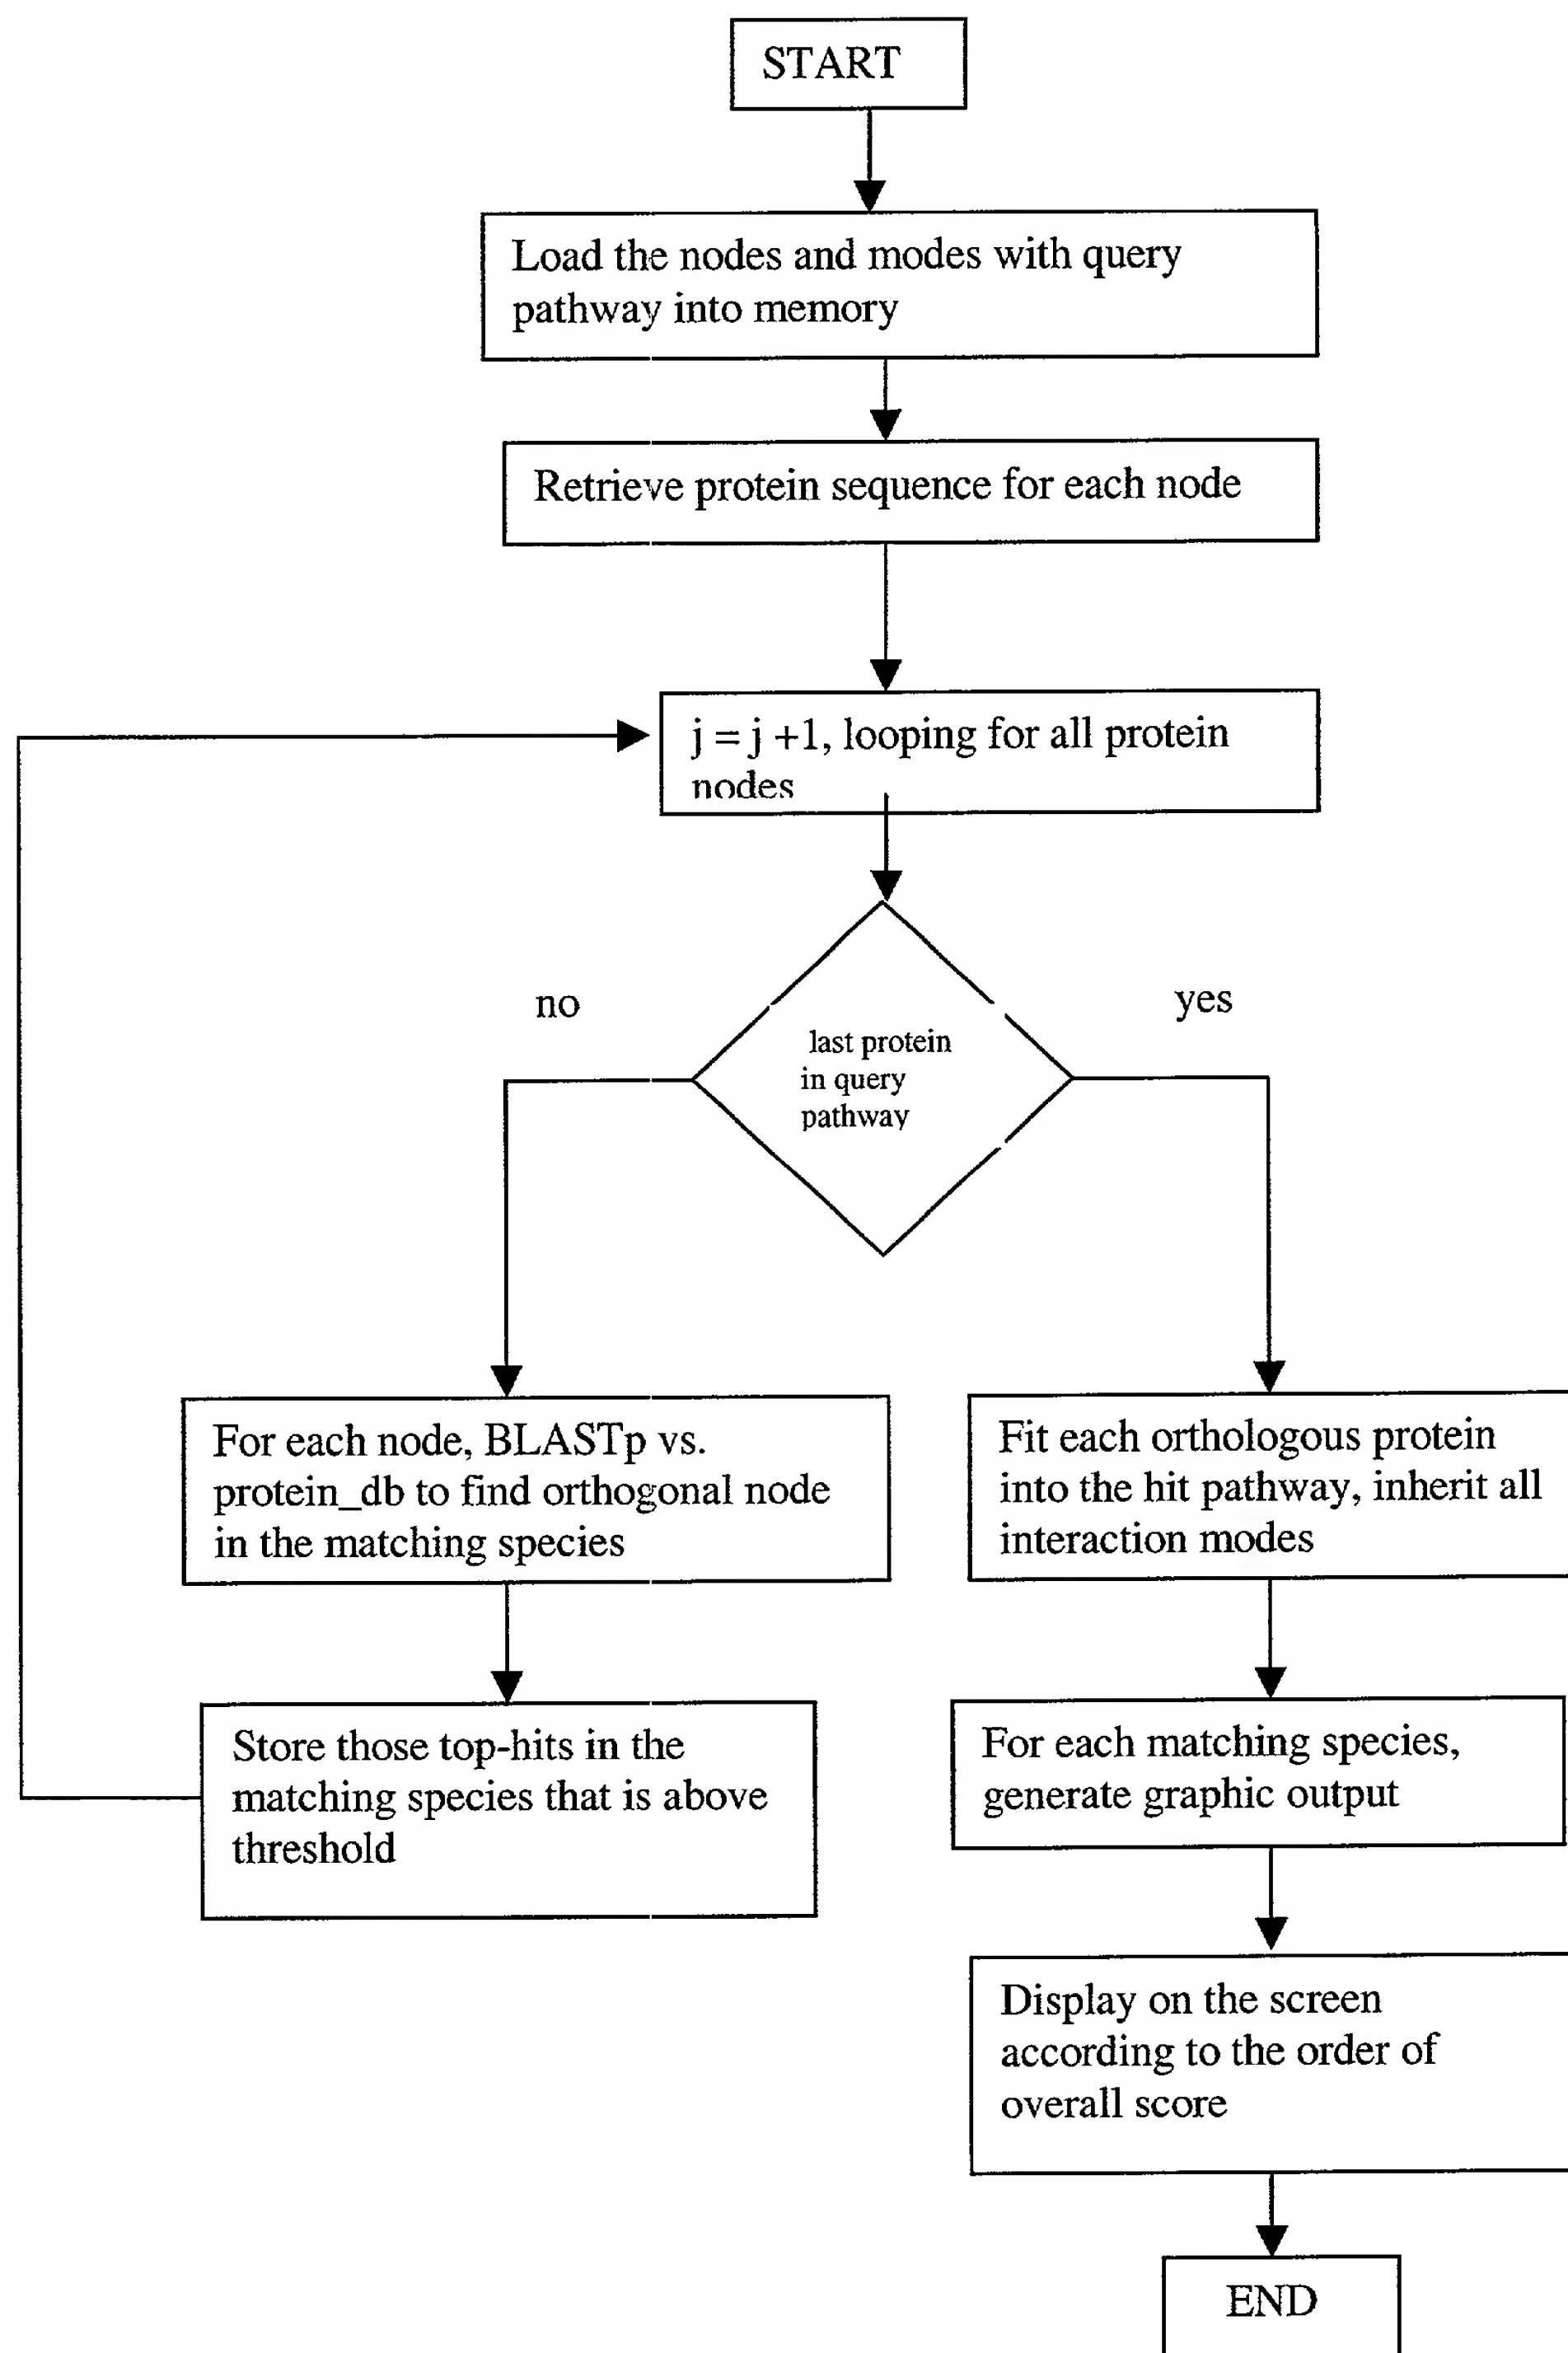 START
Load the nodes and modes with query
pathway into memory
Retrieve protein sequence for each node
j = j +1, looping for all protein
nodes
no
yes
last protein
in query
pathway
For each node, BLASTp vs.
protein_db to find orthogonal node
in the matching species
Fit each orthologous protein
into the hit pathway, inherit all
interaction modes
Store those top-hits in the
matching species that is above
threshold
For each matching species,
generate graphic output
Display on the screen
according to the order of
overall score
END